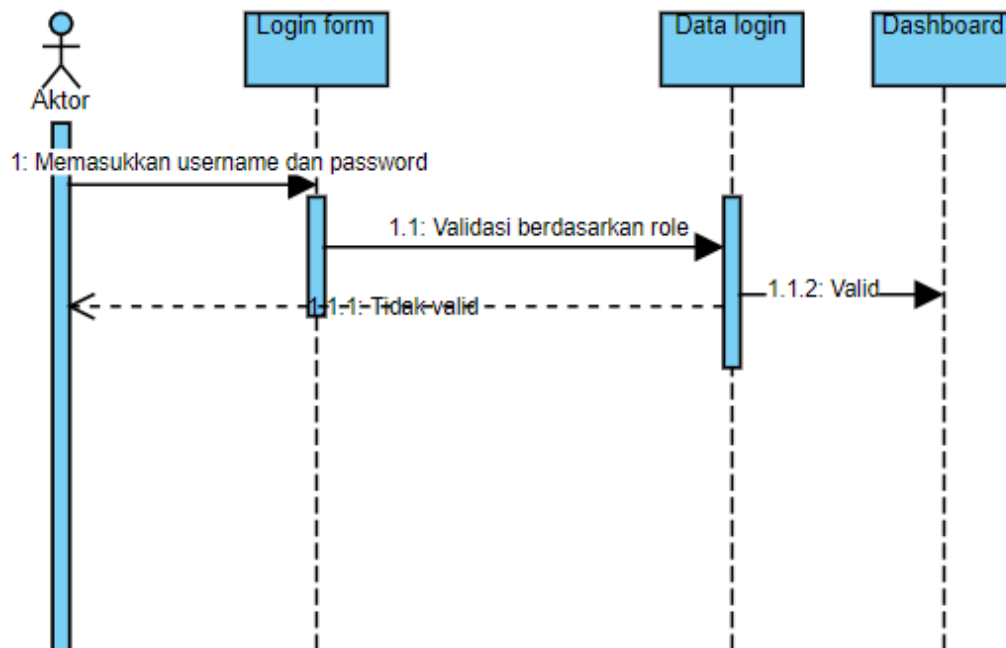 Login form
Data login
Dashboard
Aktor
1: Memasukkan username dan password
1.1: Validasi berdasarkan role
1.1.2: Valid
1.1.1: Tidak valid